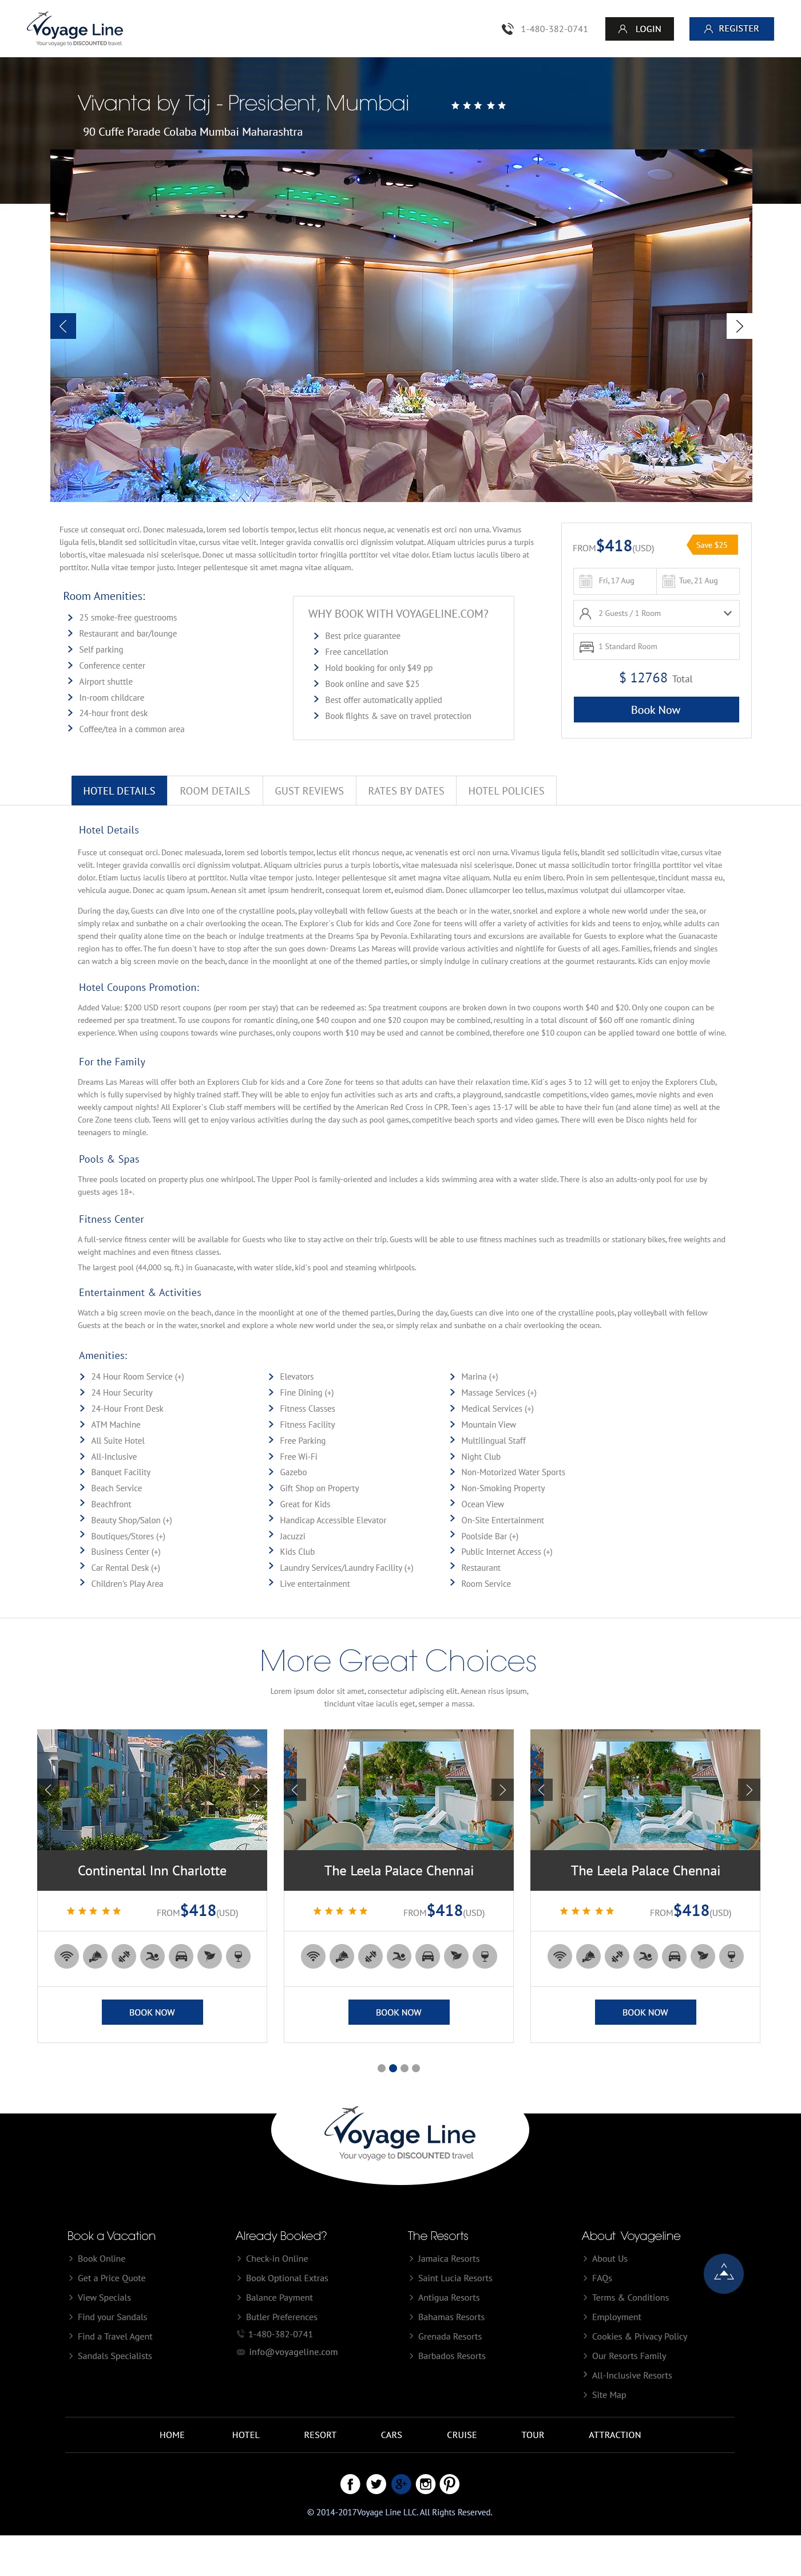 Voyage Line
Your voyage to DISCOUNTED travel
1-480-382-0741
LOGIN
REGISTER
Vivanta by Taj - President, Mumbai
90 Cuffe Parade Colaba Mumbai Maharashtra
Fusce ut consequat orci. Donec malesuada, lorem sed lobortis tempor, lectus elit rhoncus neque, ac venenatis est orci non urna. Vivamus
ligula felis, blandit sed sollicitudin vitae, cursus vitae velit. Integer gravida convallis orci dignissim volutpat. Aliquam ultricies purus a turpis
lobortis, vitae malesuada nisi scelerisque. Donec ut massa sollicitudin tortor fringilla porttitor vel vitae dolor. Etiam luctus iaculis libero at
porttitor. Nulla vitae tempor justo. Integer pellentesque sit amet magna vitae aliquam.
Room Amenities:
25 smoke-free guestrooms
Restaurant and bar/lounge
Self parking
Conference center
Airport shuttle
In-room childcare
24-hour front desk
Coffee/tea in a common area
WHY BOOK WITH VOYAGELINE.COM?
Best price guarantee
Free cancellation
Hold booking for only $49 pp
Book online and save $25
Best offer automatically applied
Book flights & save on travel protection
FROM$418(USD)
Save $25
Fri, 17 Aug
Tue, 21 Aug
2 Guests / 1 Room
1 Standard Room
$ 12768 Total
Book Now
HOTEL DETAILS
ROOM DETAILS
GUST REVIEWS
RATES BY DATES
HOTEL POLICIES
Hotel Details
Fusce ut consequat orci. Donec malesuada, lorem sed lobortis tempor, lectus elit rhoncus neque, ac venenatis est orci non urna. Vivamus ligula felis, blandit sed sollicitudin vitae, cursus vitae
velit. Integer gravida convallis orci dignissim volutpat. Aliquam ultricies purus a turpis lobortis, vitae malesuada nisi scelerisque. Donec ut massa sollicitudin tortor fringilla porttitor vel vitae
dolor. Etiam luctus iaculis libero at porttitor. Nulla vitae tempor justo. Integer pellentesque sit amet magna vitae aliquam. Nulla eu enim libero. Proin in sem pellentesque, tincidunt massa eu,
vehicula augue. Donec ac quam ipsum. Aenean sit amet ipsum hendrerit, consequat lorem et, euismod diam. Donec ullamcorper leo tellus, maximus volutpat dui ullamcorper vitae.
During the day, Guests can dive into one of the crystalline pools, play volleyball with fellow Guests at the beach or in the water, snorkel and explore a whole new world under the sea, or
simply relax and sunbathe on a chair overlooking the ocean. The Explorer`s Club for kids and Core Zone for teens will offer a variety of activities for kids and teens to enjoy, while adults can
spend their quality alone time on the beach or indulge treatments at the Dreams Spa by Pevonia. Exhilarating tours and excursions are available for Guests to explore what the Guanacaste
region has to offer. The fun doesn't have to stop after the sun goes down- Dreams Las Mareas will provide various activities and nightlife for Guests of all ages. Families, friends and singles
can watch a big screen movie on the beach, dance in the moonlight at one of the themed parties, or simply indulge in culinary creations at the gourmet restaurants. Kids can enjoy movie
Hotel Coupons Promotion:
Added Value: $200 USD resort coupons (per room per stay) that can be redeemed as: Spa treatment coupons are broken down in two coupons worth $40 and $20. Only one coupon can be
redeemed per spa treatment. To use coupons for romantic dining, one $40 coupon and one $20 coupon may be combined, resulting in a total discount of $60 off one romantic dining
experience. When using coupons towards wine purchases, only coupons worth $10 may be used and cannot be combined, therefore one $10 coupon can be applied toward one bottle of wine.
For the Family
Dreams Las Mareas will offer both an Explorers Club for kids and a Core Zone for teens so that adults can have their relaxation time. Kid`s ages 3 to 12 will get to enjoy the Explorers Club,
which is fully supervised by highly trained staff. They will be able to enjoy fun activities such as arts and crafts, a playground, sandcastle competitions, video games, movie nights and even
weekly campout nights! All Explorer`s Club staff members will be certified by the American Red Cross in CPR. Teen`s ages 13-17 will be able to have their fun (and alone time) as well at the
Core Zone teens club. Teens will get to enjoy various activities during the day such as pool games, competitive beach sports and video games. There will even be Disco nights held for
teenagers to mingle.
Pools & Spas
Three pools located on property plus one whirlpool. The Upper Pool is family-oriented and includes a kids swimming area with a water slide. There is also an adults-only pool for use by
guests ages 18+.
Fitness Center
A full-service fitness center will be available for Guests who like to stay active on their trip. Guests will be able to use fitness machines such as treadmills or stationary bikes, free weights and
weight machines and even fitness classes.
The largest pool (44,000 sq. ft.) in Guanacaste, with water slide, kid`s pool and steaming whirlpools.
Entertainment & Activities
Watch a big screen movie on the beach, dance in the moonlight at one of the themed parties, During the day, Guests can dive into one of the crystalline pools, play volleyball with fellow
Guests at the beach or in the water, snorkel and explore a whole new world under the sea, or simply relax and sunbathe on a chair overlooking the ocean.
Amenities:
24 Hour Room Service (+)
24 Hour Security
24-Hour Front Desk
ATM Machine
All Suite Hotel
All-Inclusive
Banquet Facility
Beach Service
Beachfront
Beauty Shop/Salon (+)
Boutiques/Stores (+)
Business Center (+)
Car Rental Desk (+)
Children's Play Area
Elevators
Fine Dining (+)
Fitness Classes
Fitness Facility
Free Parking
Free Wi-Fi
Gazebo
Gift Shop on Property
Great for Kids
Handicap Accessible Elevator
Jacuzzi
Kids Club
Laundry Services/Laundry Facility (+)
Live entertainment
Marina (+)
Massage Services (+)
Medical Services (+)
Mountain View
Multilingual Staff
Night Club
Non-Motorized Water Sports
Non-Smoking Property
Ocean View
On-Site Entertainment
Poolside Bar (+)
Public Internet Access (+)
Restaurant
Room Service
More Great Choices
Lorem ipsum dolor sit amet, consectetur adipiscing elit. Aenean risus ipsum,
tincidunt vitae iaculis eget, semper a massa.
Continental Inn Charlotte
FROM$418(USD)
BOOK NOW
The Leela Palace Chennai
FROM$418(USD)
BOOK NOW
The Leela Palace Chennai
FROM$418(USD)
BOOK NOW
Voyage Line
Your voyage to DISCOUNTED travel
Book a Vacation
Book Online
Get a Price Quote
View Specials
Find your Sandals
Find a Travel Agent
Sandals Specialists
Already Booked?
Check-in Online
Book Optional Extras
Balance Payment
Butler Preferences
1-480-382-0741
info@voyageline.com
The Resorts
Jamaica Resorts
Saint Lucia Resorts
Antigua Resorts
Bahamas Resorts
Grenada Resorts
Barbados Resorts
About Voyageline
About Us
FAQs
Terms & Conditions
Employment
Cookies & Privacy Policy
Our Resorts Family
All-Inclusive Resorts
Site Map
HOME
HOTEL
RESORT
CARS
CRUISE
TOUR
ATTRACTION
© 2014-2017Voyage Line LLC. All Rights Reserved.